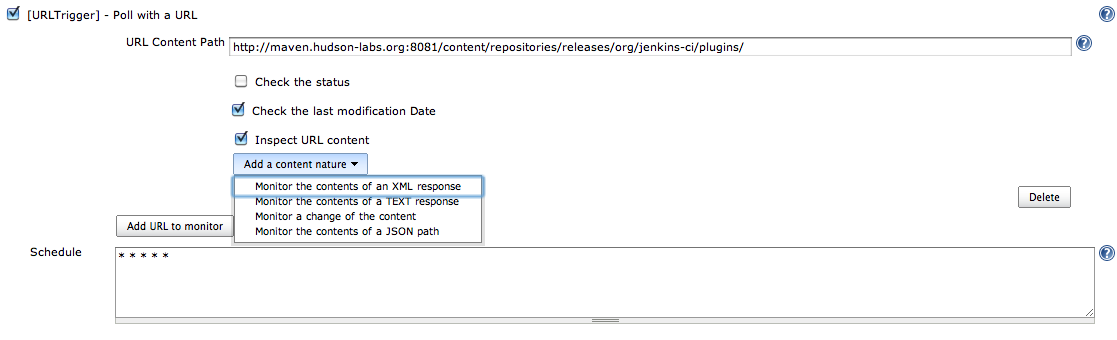 [URLTrigger] - Poll with a URL
URL Content Path http://maven.hudson-labs.org:8081/content/repositories/releases/org/jenkins-ci/plugins/
Check the status
Check the last modification Date
Inspect URL content
Add a content nature
Monitor the contents of an XML response
Monitor the contents of a TEXT response
Monitor a change of the content
Monitor the contents of a JSON path
Delete
Add URL to monitor
Schedule * * * * *